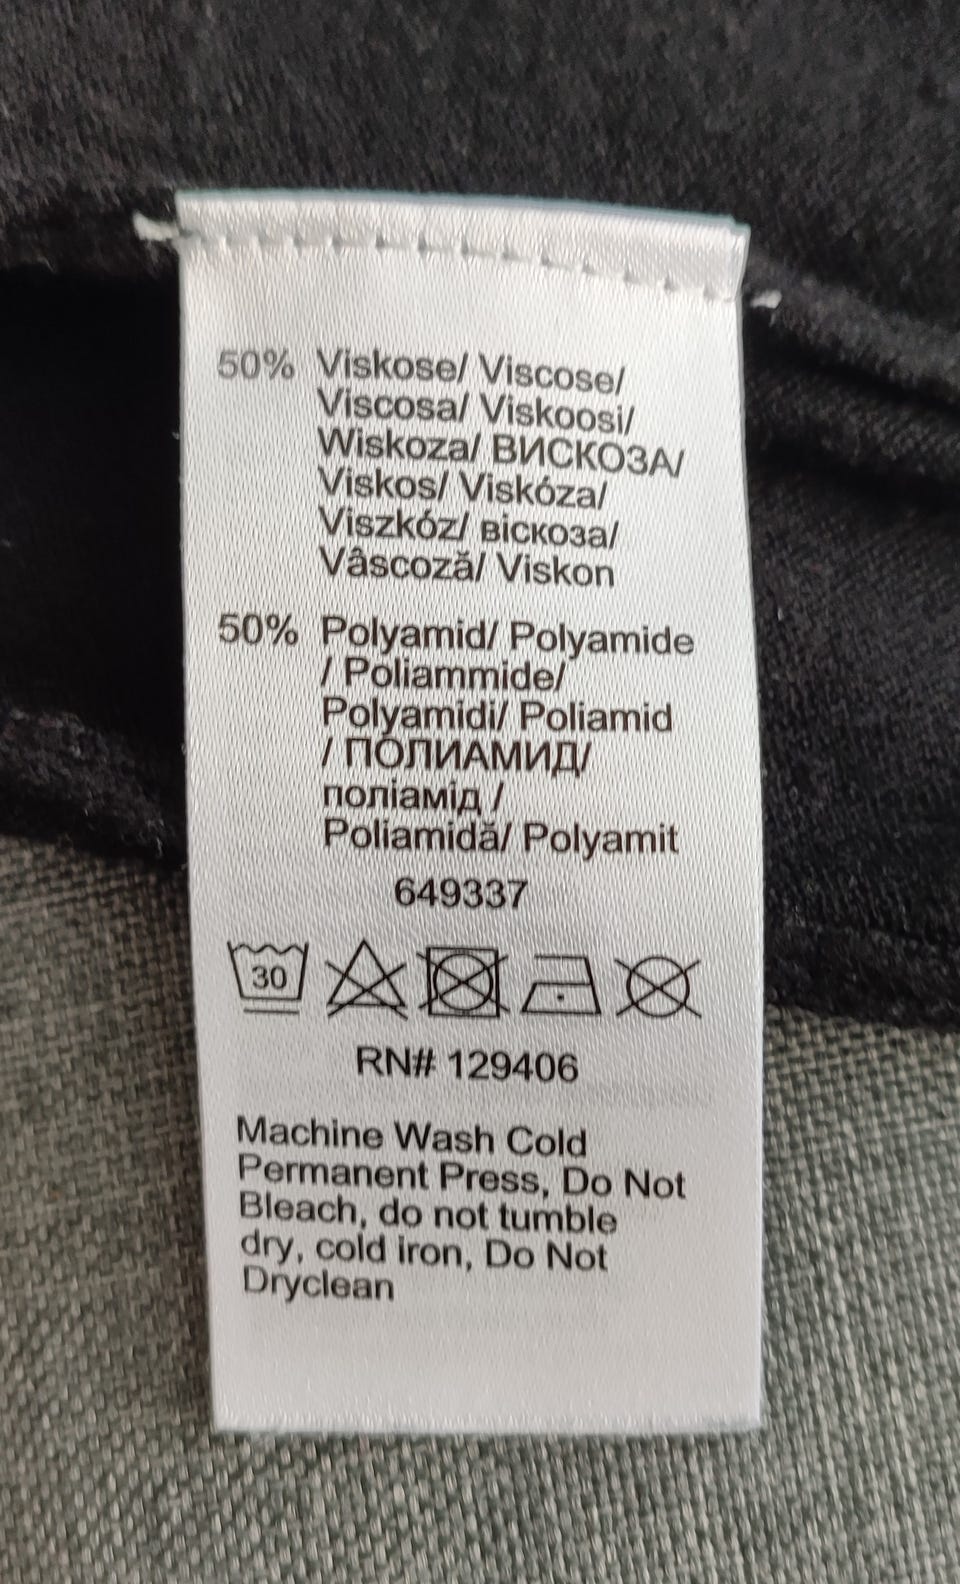 50% Viskose/ Viscose/
Viscosa/ Viskoosi/
Wiskoza/ ВИСКОЗА/
Viskos/ Viskóza/
Viszkóz/ віскоза/
Vâscoză/ Viskon
50% Polyamid/ Polyamide
/ Poliammide/
Polyamidi/ Poliamid
/ ПОЛИАМИД/
поліамід /
Poliamidă/ Polyamit
649337
30
RN# 129406
Machine Wash Cold
Permanent Press, Do Not
Bleach, do not tumble
dry, cold iron, Do Not
Dryclean